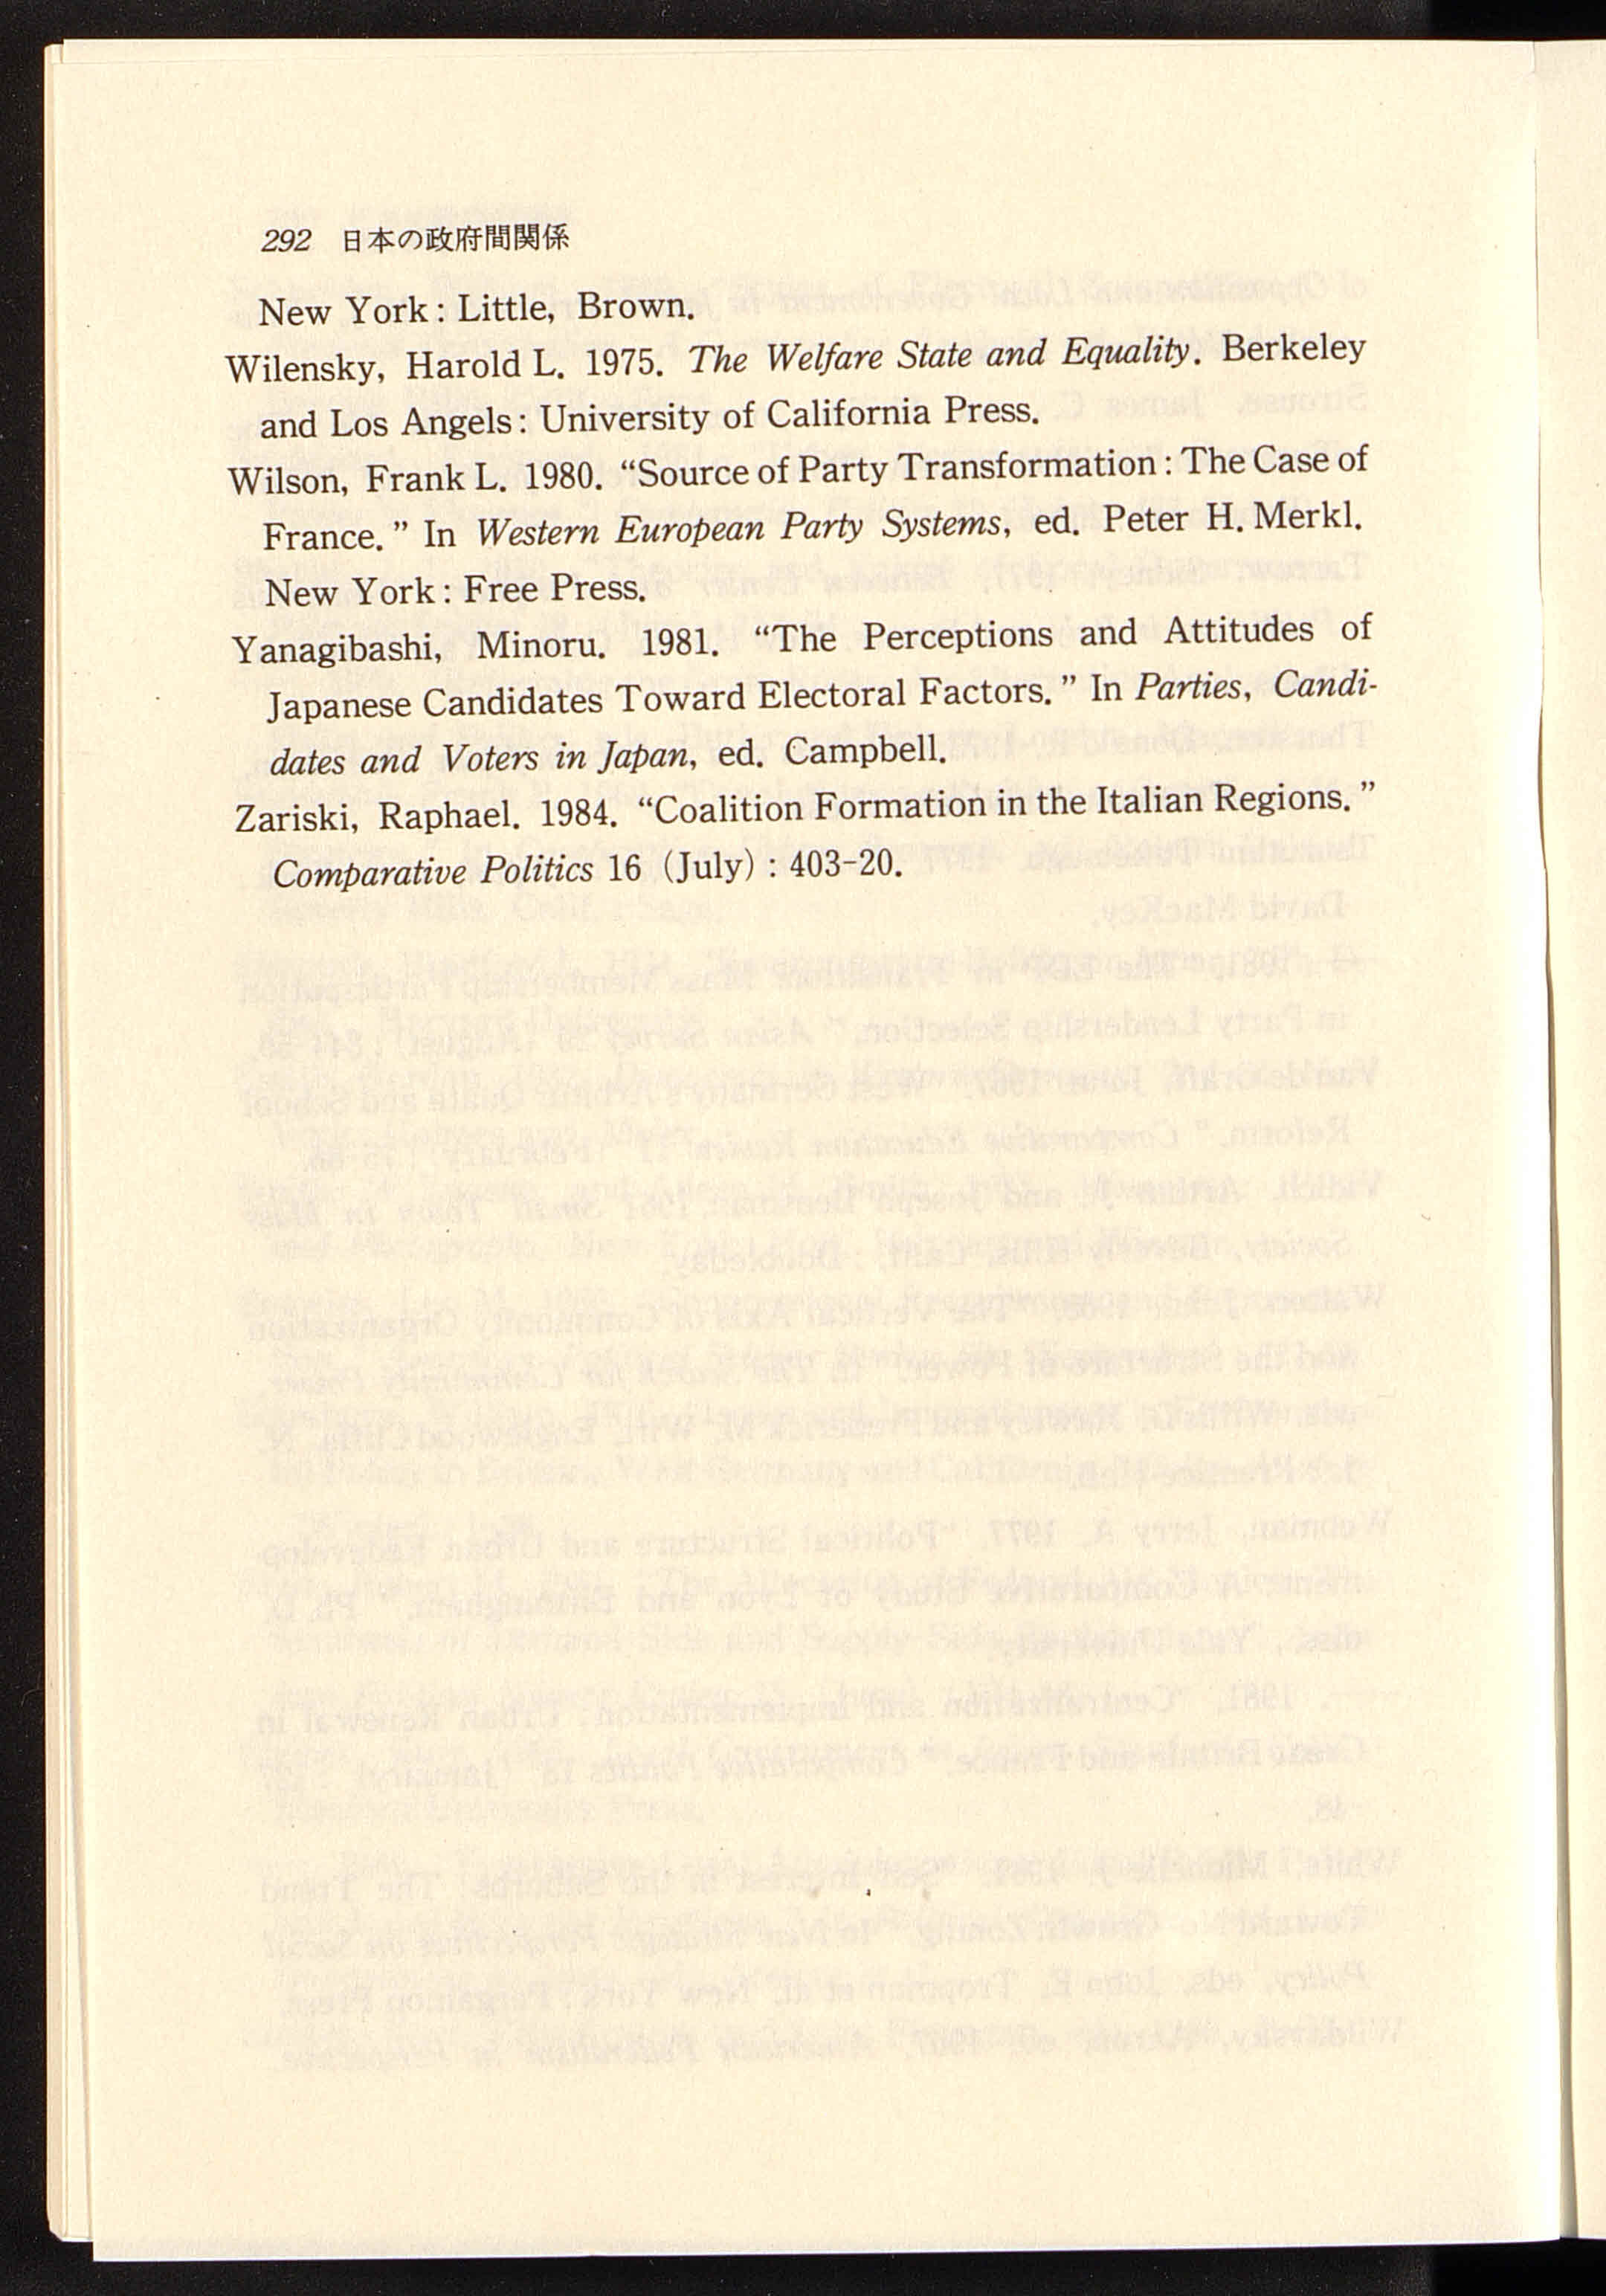 292 日本の政府間関係
New York: Little, Brown.
Wilensky, Harold L. 1975. The Welfare State and Equality. Berkeley
and Los Angels: University of California Press.
Wilson, Frank L. 1980. “Source of Party Transformation: The Case of
France.” In Western European Party Systems, ed. Peter H. Merkl.
New York: Free Press.
Yanagibashi, Minoru. 1981. “The Perceptions and Attitudes of
Japanese Candidates Toward Electoral Factors.” In Parties, Candi-
dates and Voters in Japan, ed. Campbell.
Zariski, Raphael. 1984. “Coalition Formation in the Italian Regions.”
Comparative Politics 16 (July) : 403-20.